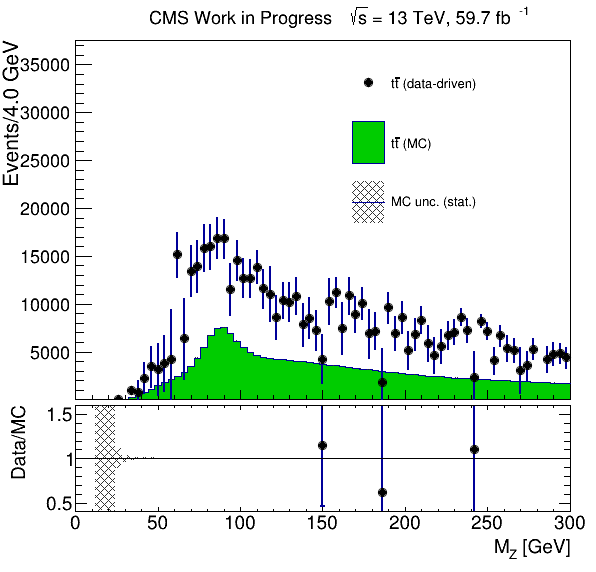 CMS Work in Progress √s = 13 TeV, 59.7 fb⁻¹
Events/4.0 GeV
35000
30000
25000
20000
15000
10000
5000
tt̄ (data-driven)
tt̄ (MC)
MC unc. (stat.)
Data/MC
1.5
1
0.5
0 50 100 150 200 250 300
M_Z [GeV]